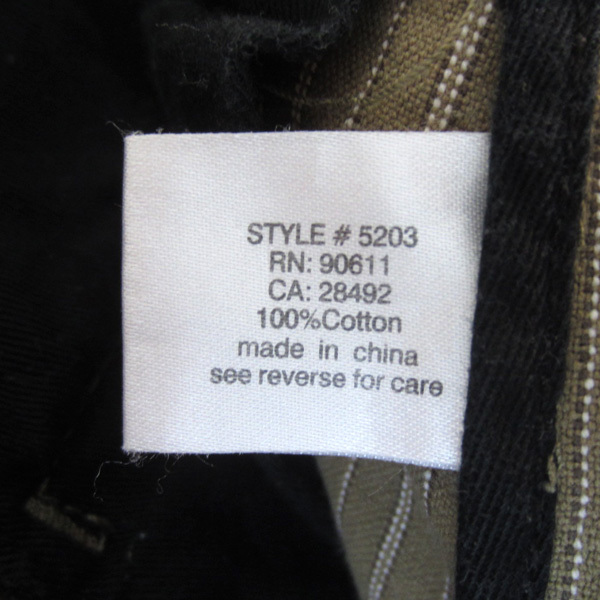 STYLE # 5203
RN: 90611
CA: 28492
100%Cotton
made in china
see reverse for care